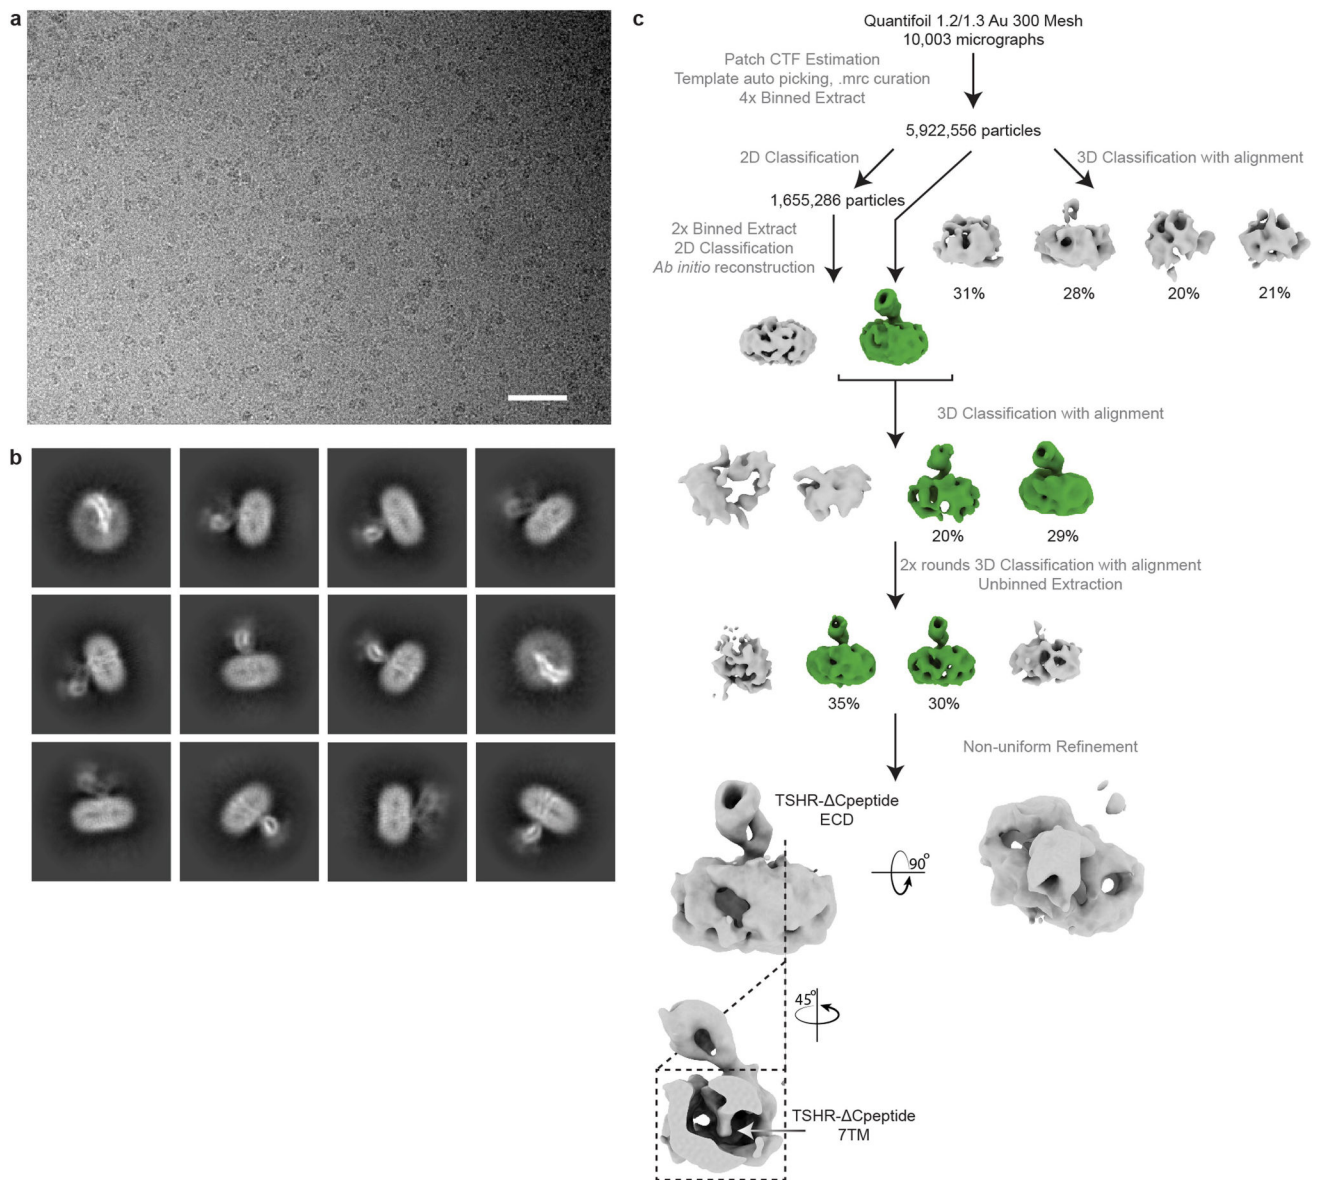 a
c
Quantifoil 1.2/1.3 Au 300 Mesh
10,003 micrographs
Patch CTF Estimation
Template auto picking, .mrc curation
4x Binned Extract
5,922,556 particles
2D Classification
3D Classification with alignment
1,655,286 particles
2x Binned Extract
2D Classification
Ab initio reconstruction
31%
28%
20%
21%
3D Classification with alignment
b
20%
29%
2x rounds 3D Classification with alignment
Unbinned Extraction
35%
30%
Non-uniform Refinement
TSHR-ΔCpeptide
ECD
90°
45°
TSHR-ΔCpeptide
7TM